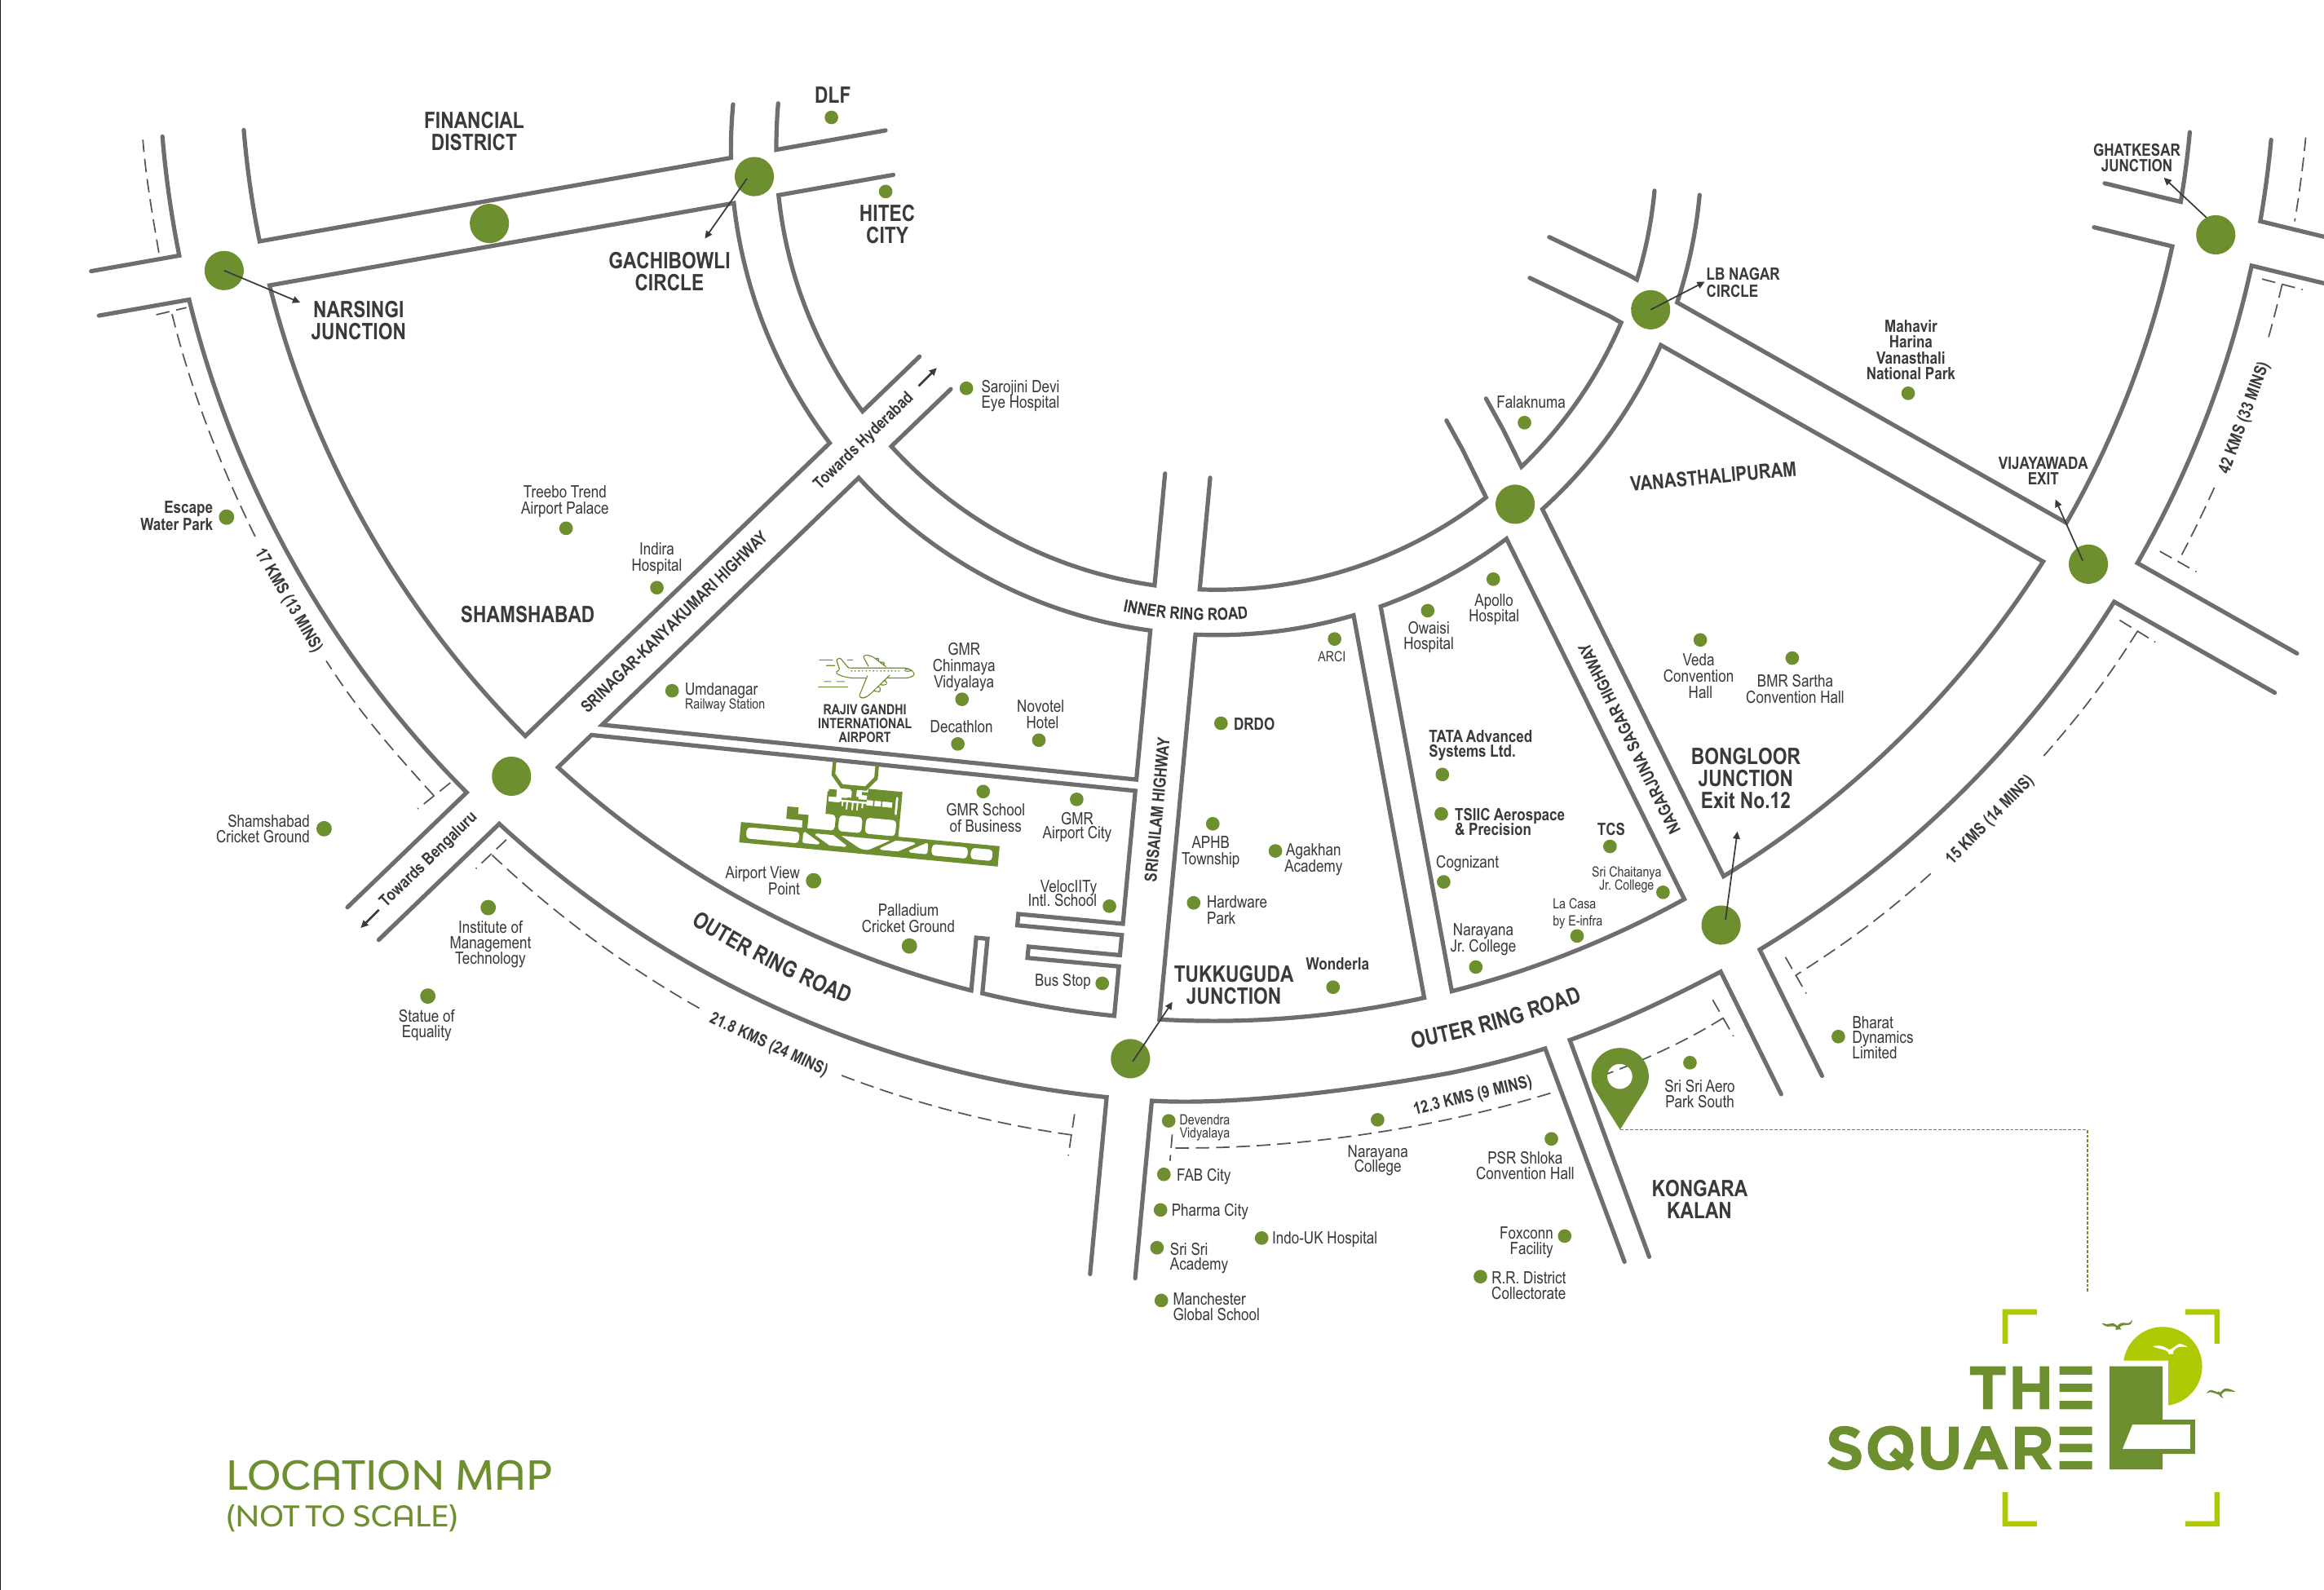 DLF
FINANCIAL
DISTRICT
HITEC
CITY
GACHIBOWLI
CIRCLE
NARSINGI
JUNCTION
GHATKESAR
JUNCTION
LB NAGAR
CIRCLE
Mahavir
Harina
Vanasthali
National Park
42 KMS (33 MINS)
Sarojini Devi
Eye Hospital
Towards Hyderabad
Falaknuma
VANASTHALIPURAM
VIJAYAWADA
EXIT
Escape
Water Park
17 KMS (13 MINS)
Treebo Trend
Airport Palace
Indira
Hospital
SHAMSHABAD
SRINAGAR-KANYAKUMARI HIGHWAY
INNER RING ROAD
Umdanagar
Railway Station
RAJIV GANDHI
INTERNATIONAL
AIRPORT
GMR
Chinmaya
Vidyalaya
Decathlon
Novotel
Hotel
ARCI
Owaisi
Hospital
Apollo
Hospital
Veda
Convention
Hall
BMR Sartha
Convention Hall
DRDO
TATA Advanced
Systems Ltd.
NAGARJUNA SAGAR HIGHWAY
BONGLOOR
JUNCTION
Exit No.12
15 KMS (14 MINS)
Shamshabad
Cricket Ground
Towards Bengaluru
GMR School
of Business
GMR
Airport City
SRISAILAM HIGHWAY
APHB
Township
Agakhan
Academy
TSIIC Aerospace
& Precision
TCS
Cognizant
Sri Chaitanya
Jr. College
Airport View
Point
VelocIITy
Intl. School
Hardware
Park
La Casa
by E-infra
Palladium
Cricket Ground
Narayana
Jr. College
Institute of
Management
Technology
OUTER RING ROAD
Bus Stop
TUKKUGUDA
JUNCTION
Wonderla
Statue of
Equality
21.8 KMS (24 MINS)
OUTER RING ROAD
Bharat
Dynamics
Limited
Sri Sri Aero
Park South
12.3 KMS (9 MINS)
Devendra
Vidyalaya
Narayana
College
PSR Shloka
Convention Hall
FAB City
KONGARA
KALAN
Pharma City
Indo-UK Hospital
Foxconn
Facility
Sri Sri
Academy
R.R. District
Collectorate
Manchester
Global School
THE
SQUARE
LOCATION MAP
(NOT TO SCALE)